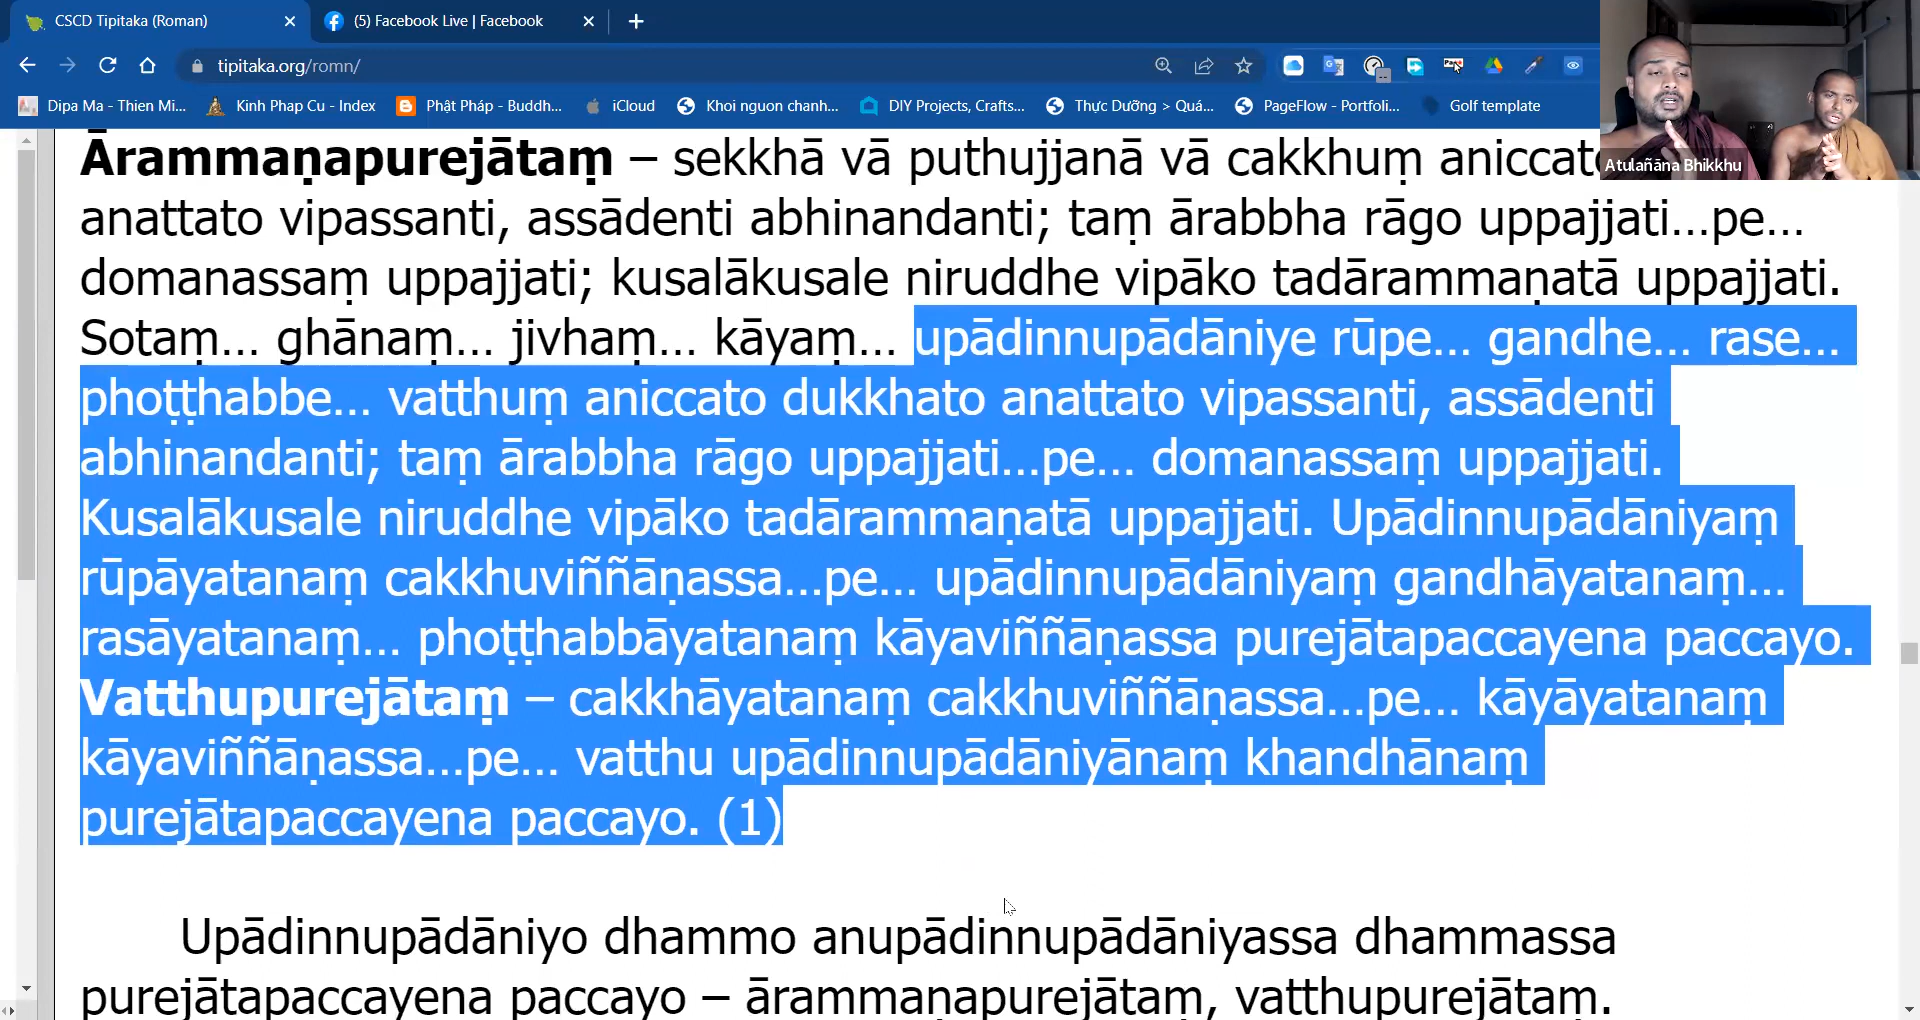 CSCD Tipitaka (Roman)
(5) Facebook Live | Facebook
tipitaka.org/romn/
Dipa Ma - Thien Mi...
Kinh Phap Cu - Index
Phật Pháp - Buddh...
iCloud
Khoi nguon chanh...
DIY Projects, Crafts...
Thực Dưỡng > Quá...
PageFlow - Portfoli...
Golf template
Atulañāna Bhikkhu
Ārammaṇapurejātaṃ – sekkhā vā puthujjanā vā cakkhuṃ aniccato
anattato vipassanti, assādenti abhinandanti; taṃ ārabbha rāgo uppajjati…pe…
domanassaṃ uppajjati; kusalākusale niruddhe vipāko tadārammaṇatā uppajjati.
Sotaṃ… ghānaṃ… jivhaṃ… kāyaṃ… upādinnupādāniye rūpe… gandhe… rase…
phoṭṭhabbe… vatthuṃ aniccato dukkhato anattato vipassanti, assādenti
abhinandanti; taṃ ārabbha rāgo uppajjati…pe… domanassaṃ uppajjati.
Kusalākusale niruddhe vipāko tadārammaṇatā uppajjati. Upādinnupādāniyaṃ
rūpāyatanaṃ cakkhuviññāṇassa…pe… upādinnupādāniyaṃ gandhāyatanaṃ…
rasāyatanaṃ… phoṭṭhabbāyatanaṃ kāyaviññāṇassa purejātapaccayena paccayo.
Vatthupurejātaṃ – cakkhāyatanaṃ cakkhuviññāṇassa…pe… kāyāyatanaṃ
kāyaviññāṇassa…pe… vatthu upādinnupādāniyānaṃ khandhānaṃ
purejātapaccayena paccayo. (1)
Upādinnupādāniyo dhammo anupādinnupādāniyassa dhammassa
purejātapaccayena paccayo – ārammaṇapurejātaṃ, vatthupurejātaṃ.